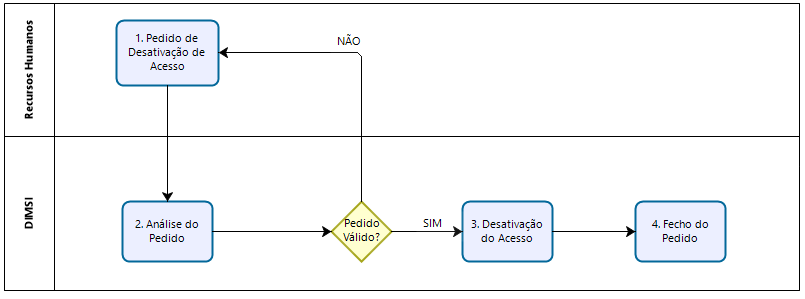 Recursos Humanos
1. Pedido de
Desativação de
Acesso
NÃO
DIMSI
2. Análise do
Pedido
Pedido
Válido?
SIM
3. Desativação
do Acesso
4. Fecho do
Pedido